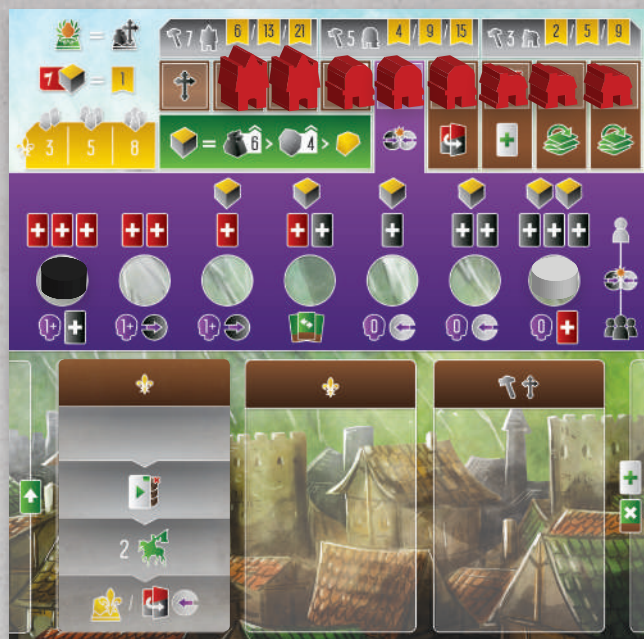 = 7 6 / 13 / 21 5 4 / 9 / 15 3 2 / 5 / 9
= 1
3 5 8 = 6 > 4 >
+ + + + + + + + + + + + + +
1+ + 1+ 1+ 0 0 0 +
+
2
/